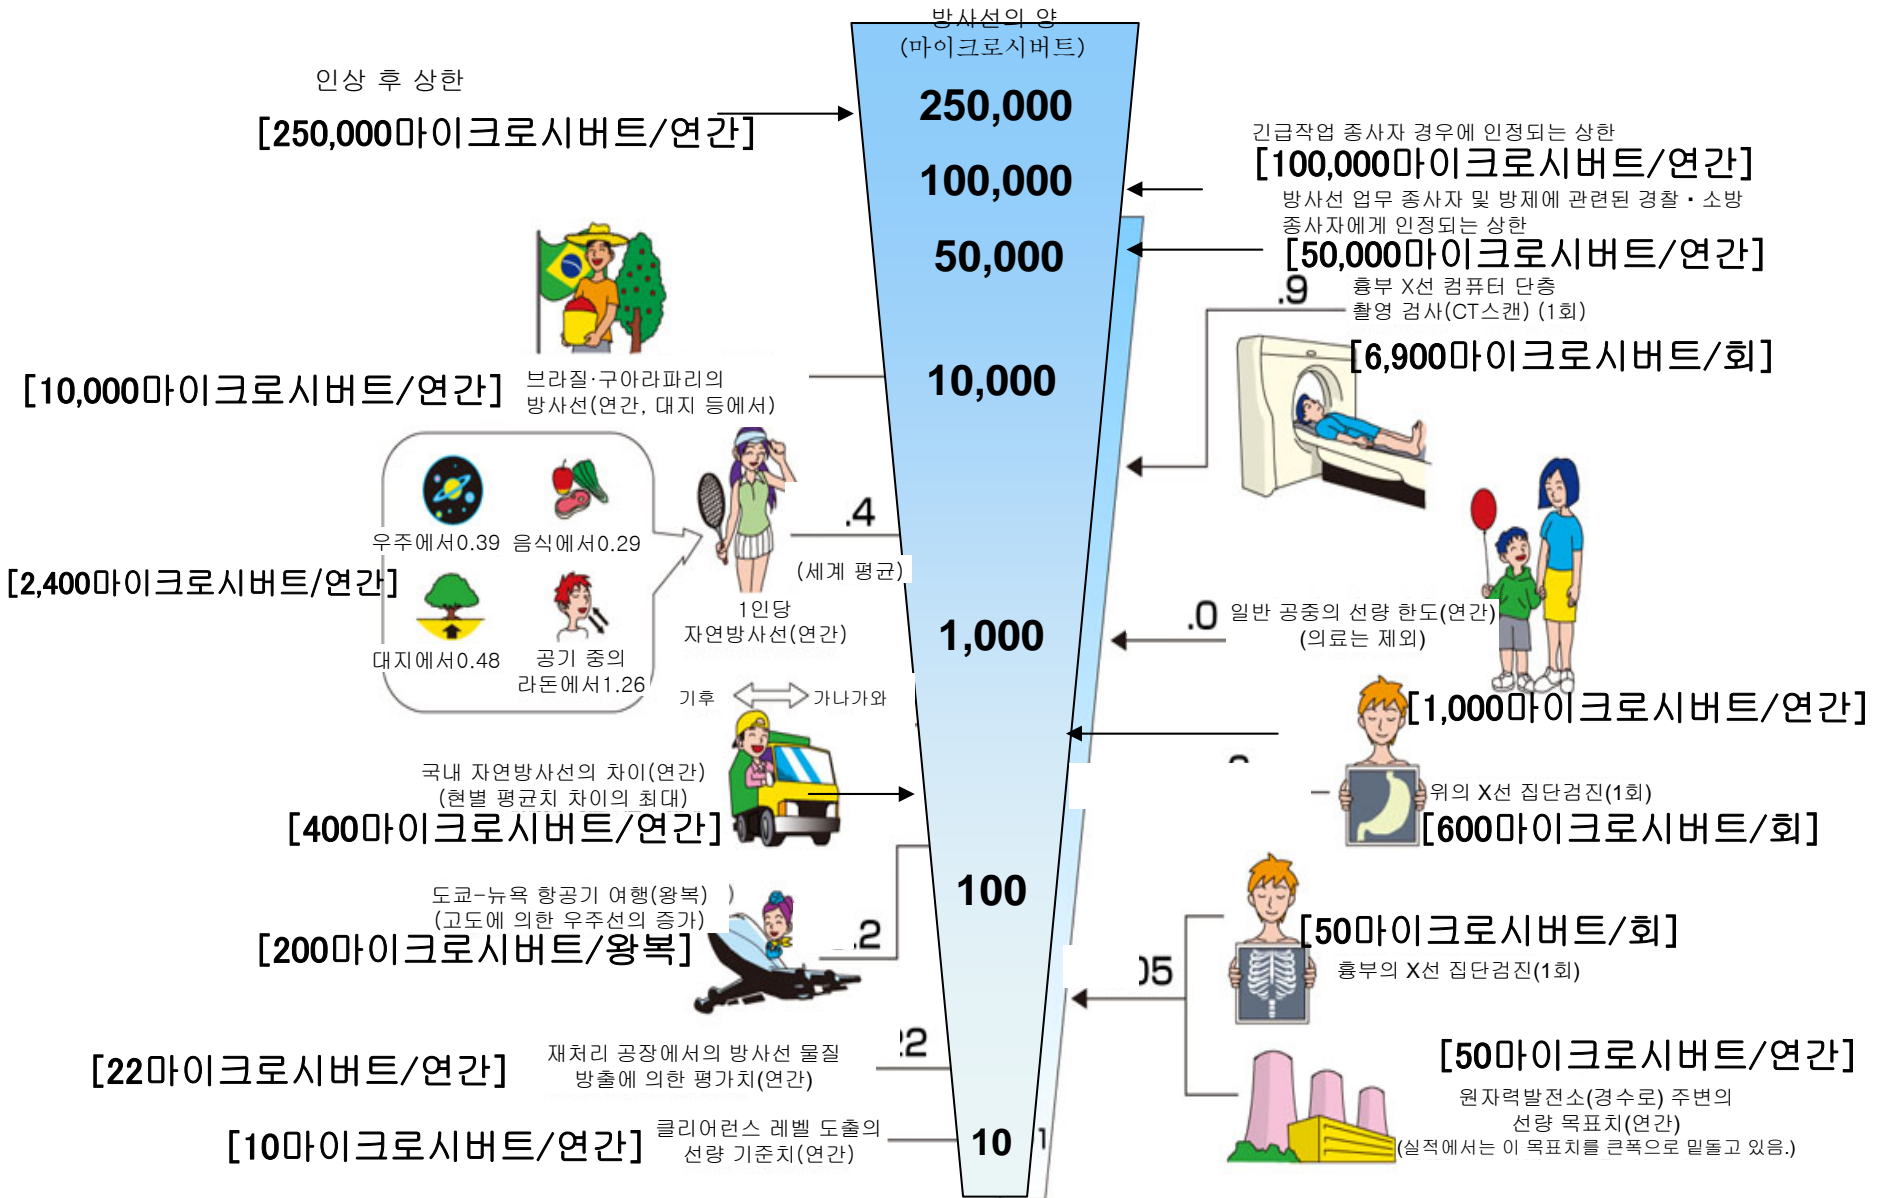 방사선의 양
(마이크로시버트)
250,000
100,000
50,000
10,000
1,000
100
10
인상 후 상한
[250,000마이크로시버트/연간]
브라질·구아라파리의
방사선(연간, 대지 등에서)
[10,000마이크로시버트/연간]
우주에서0.39
음식에서0.29
대지에서0.48
공기 중의
라돈에서1.26
[2,400마이크로시버트/연간]
.4
(세계 평균)
1인당
자연방사선(연간)
기후
가나가와
국내 자연방사선의 차이(연간)
(현별 평균치 차이의 최대)
[400마이크로시버트/연간]
도쿄-뉴욕 항공기 여행(왕복)
)
(고도에 의한 우주선의 증가)
[200마이크로시버트/왕복]
.2
22
재처리 공장에서의 방사선 물질
방출에 의한 평가치(연간)
[22마이크로시버트/연간]
클리어런스 레벨 도출의
선량 기준치(연간)
[10마이크로시버트/연간]
1
긴급작업 종사자 경우에 인정되는 상한
[100,000마이크로시버트/연간]
방사선 업무 종사자 및 방제에 관련된 경찰・소방
종사자에게 인정되는 상한
[50,000마이크로시버트/연간]
.9
흉부 X선 컴퓨터 단층
촬영 검사(CT스캔) (1회)
[6,900마이크로시버트/회]
.0
일반 공중의 선량 한도(연간)
(의료는 제외)
[1,000마이크로시버트/연간]
위의 X선 집단검진(1회)
[600마이크로시버트/회]
05
[50마이크로시버트/회]
흉부의 X선 집단검진(1회)
[50마이크로시버트/연간]
원자력발전소(경수로) 주변의
선량 목표치(연간)
(실적에서는 이 목표치를 큰폭으로 밑돌고 있음.)